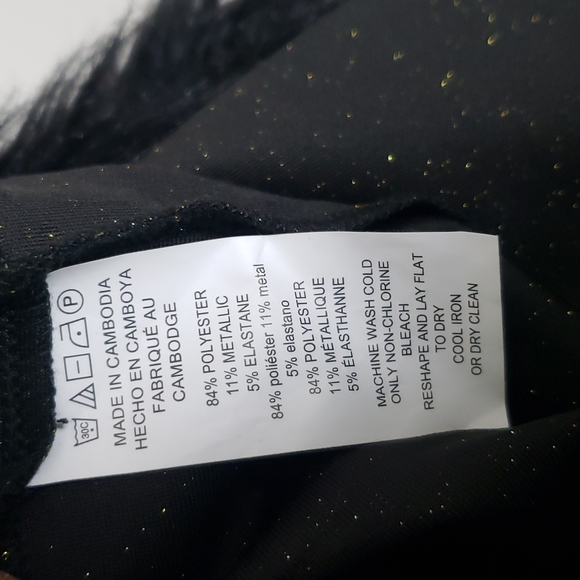 30C P
MADE IN CAMBODIA
HECHO EN CAMBOYA
FABRIQUÉ AU
CAMBODGE
84% POLYESTER
11% METALLIC
5% ELASTANE
84% poliéster 11% metal
5% elastano
84% POLYESTER
11% MÉTALLIQUE
5% ÉLASTHANNE
MACHINE WASH COLD
ONLY NON-CHLORINE
BLEACH
RESHAPE AND LAY FLAT
TO DRY
COOL IRON
OR DRY CLEAN